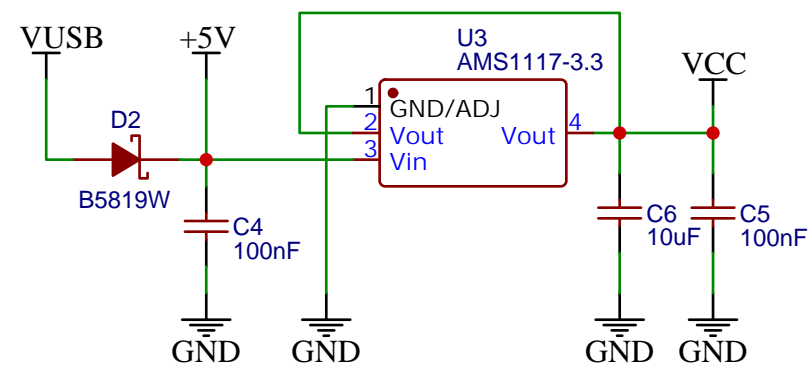 VUSB
+5V
U3
AMS1117-3.3
VCC
D2
B5819W
1
GND/ADJ
2
Vout
Vout
4
3
Vin
C4
100nF
C6
10uF
C5
100nF
GND
GND
GND
GND